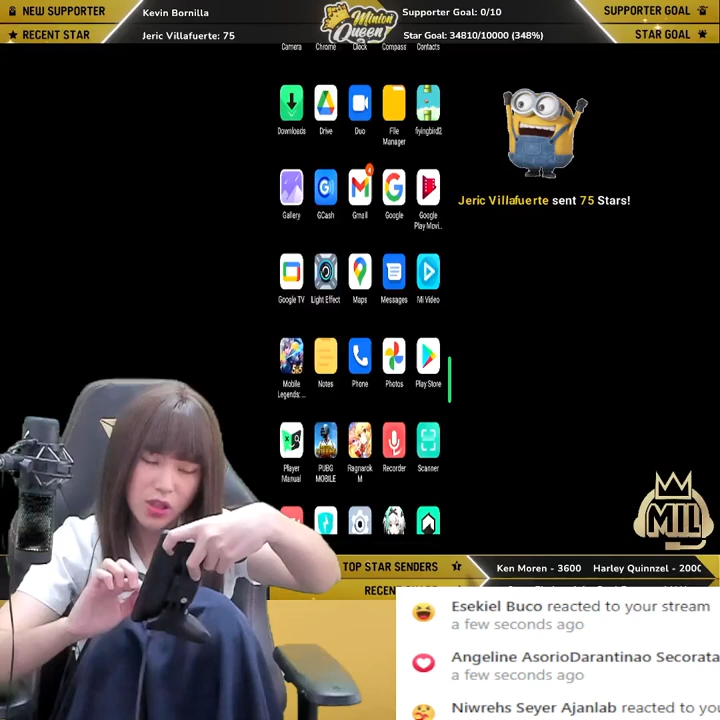 NEW SUPPORTER
Kevin Bornilla
Minion
Queen
Supporter Goal: 0/10
SUPPORTER GOAL
RECENT STAR
Jeric Villafuerte: 75
Star Goal: 34810/10000 (348%)
STAR GOAL
Camera Chrome Clock Compass Contacts
Downloads Drive Duo File Manager fiyingbird2
Gallery GCash Gmail Google Google Play Movi..
Jeric Villafuerte sent 75 Stars!
Google TV Light Effect Maps Messages Mi Video
Mobile Legends: ... Notes Phone Photos Play Store
Player Manual PUBG MOBILE Ragnarok M Recorder Scanner
MIL
TOP STAR SENDERS
Ken Moren - 3600 Harley Quinnzel - 2000
Esekiel Buco reacted to your stream
a few seconds ago
Angeline AsorioDarantinao Secorata
a few seconds ago
Niwrehs Seyer Ajanlab reacted to you